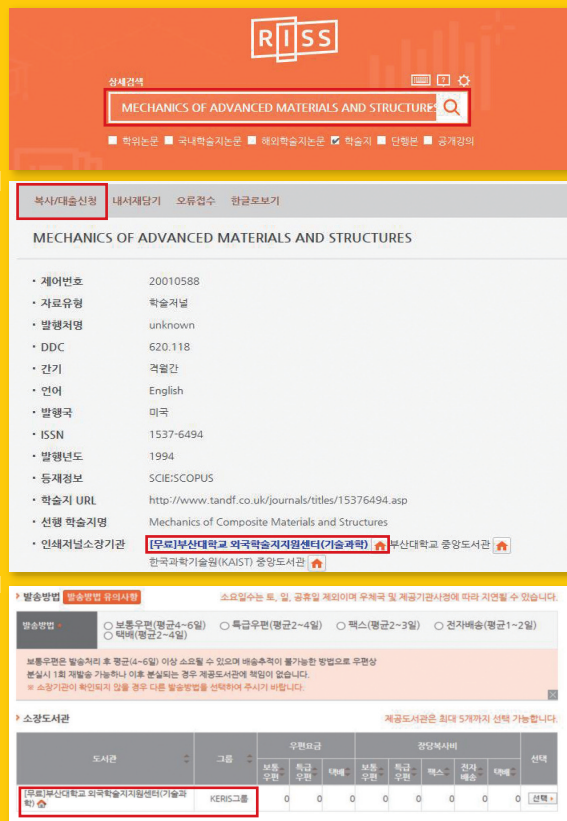 RISS
상세검색
MECHANICS OF ADVANCED MATERIALS AND STRUCTURES
학위논문 국내학술지논문 해외학술지논문 학술지 단행본 공개강의
복사/대출신청 내서재담기 오류접수 한글로보기
MECHANICS OF ADVANCED MATERIALS AND STRUCTURES
· 제어번호 20010588
· 자료유형 학술저널
· 발행처명 unknown
· DDC 620.118
· 간기 격월간
· 언어 English
· 발행국 미국
· ISSN 1537-6494
· 발행년도 1994
· 등재정보 SCIE;SCOPUS
· 학술지 URL http://www.tandf.co.uk/journals/titles/15376494.asp
· 선행 학술지명 Mechanics of Composite Materials and Structures
· 인쇄저널소장기관 [무료]부산대학교 외국학술지지원센터(기술과학) 부산대학교 중앙도서관
한국과학기술원(KAIST) 중앙도서관
발송방법 발송방법 유의사항 소요일수는 토, 일, 공휴일 제외이며 우체국 및 제공기관사정에 따라 지연될 수 있습니다.
발송방법 보통우편(평균4~6일) 특급우편(평균2~4일) 팩스(평균2~3일) 전자배송(평균1~2일)
택배(평균2~4일)
보통우편은 발송처리 후 평균(4~6일) 이상 소요될 수 있으며 배송추적이 불가능한 방법으로 우편상
분실시 1회 재발송 가능하나 이후 분실되는 경우 제공도서관에 책임이 없습니다.
※ 소장기관이 확인되지 않을 경우 다른 발송방법을 선택하여 주시기 바랍니다.
소장도서관 제공도서관은 최대 5개까지 선택 가능합니다.
도서관 그룹 우편요금 장당복사비 선택
보통우편 특급우편 택배 보통우편 특급우편 팩스 전자배송 택배
[무료]부산대학교 외국학술지지원센터(기술과
학) KERIS그룹 0 0 0 0 0 0 0 0 선택